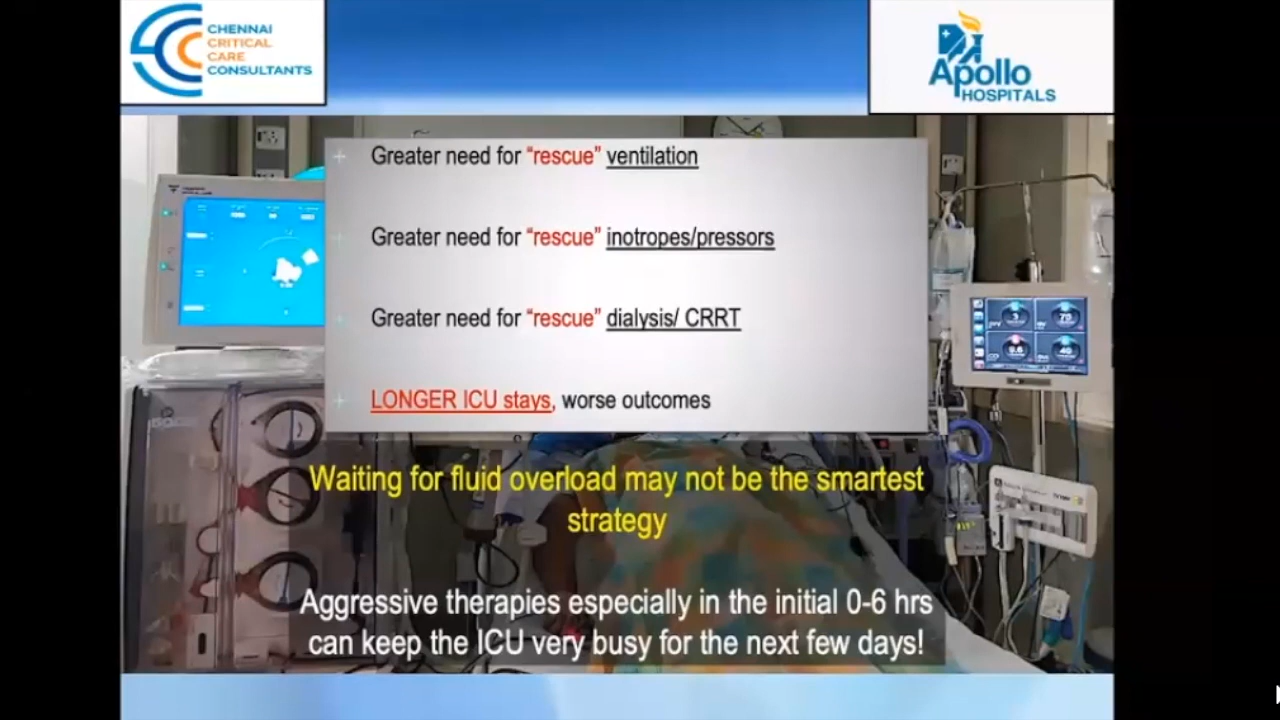 CHENNAI
CRITICAL
CARE
CONSULTANTS
Apollo
HOSPITALS
Greater need for “rescue” ventilation
Greater need for “rescue” inotropes/pressors
Greater need for “rescue” dialysis/ CRRT
LONGER ICU stays, worse outcomes
Waiting for fluid overload may not be the smartest
strategy
Aggressive therapies especially in the initial 0-6 hrs
can keep the ICU very busy for the next few days!